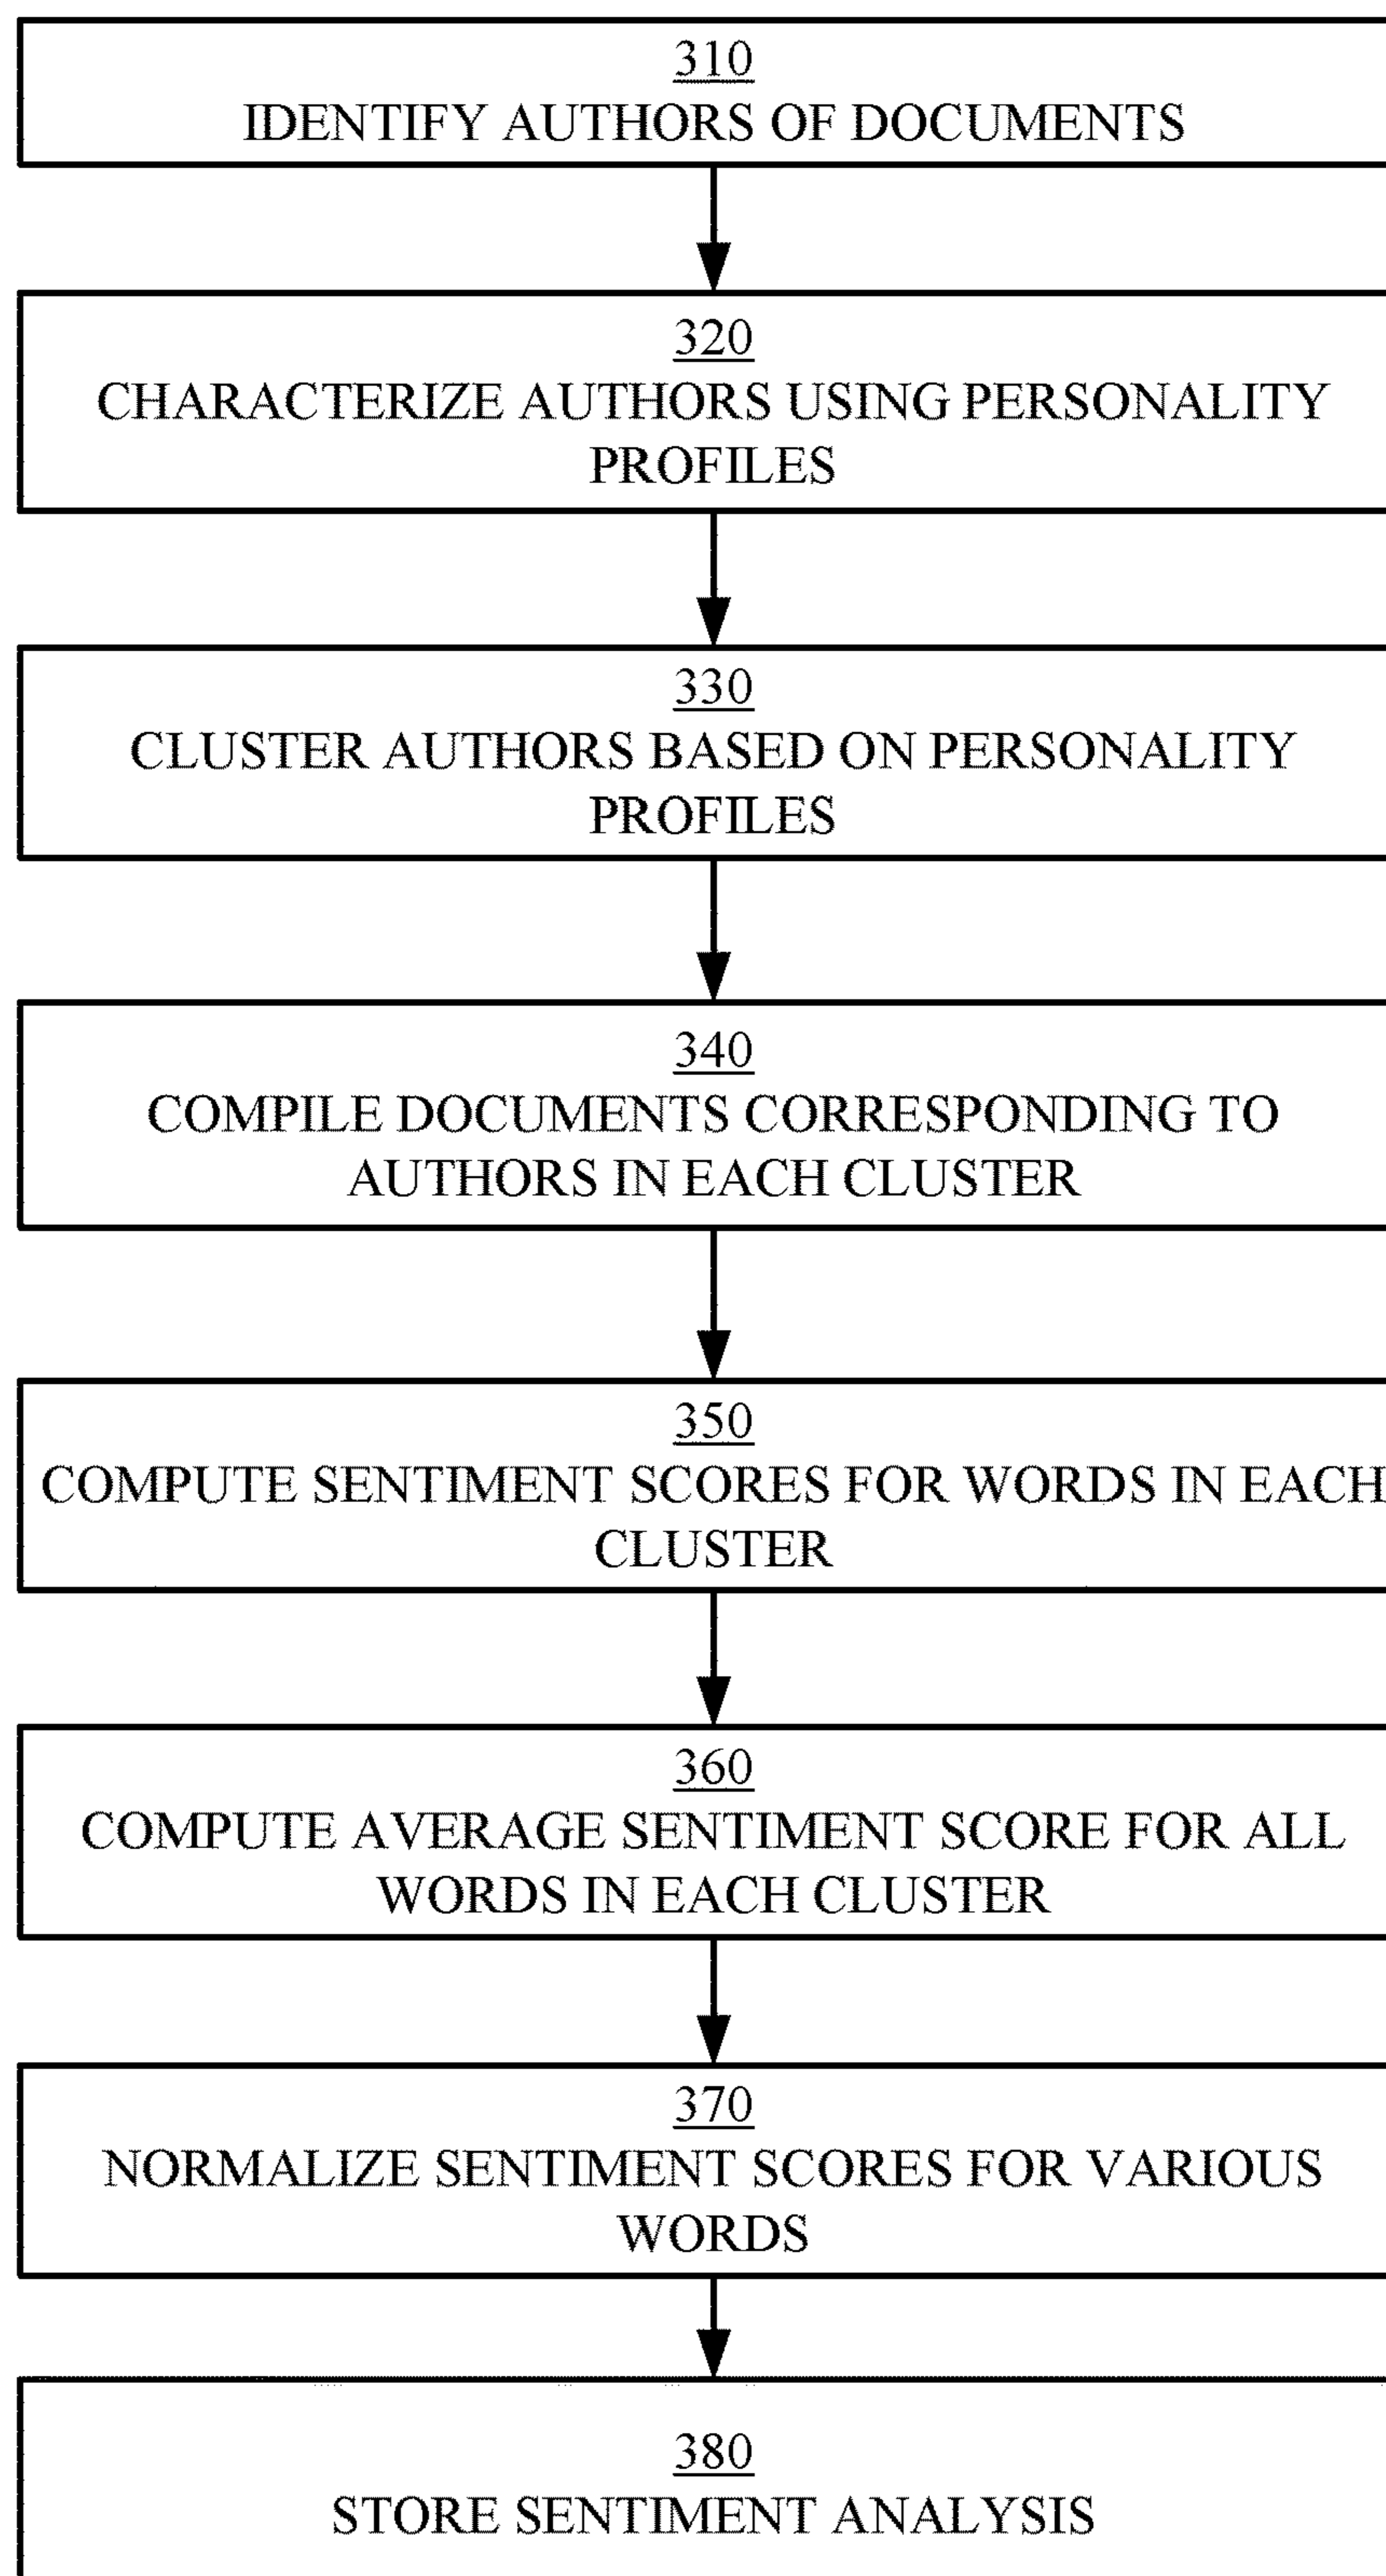 310
IDENTIFY AUTHORS OF DOCUMENTS
320
CHARACTERIZE AUTHORS USING PERSONALITY
PROFILES
330
CLUSTER AUTHORS BASED ON PERSONALITY
PROFILES
340
COMPILE DOCUMENTS CORRESPONDING TO
AUTHORS IN EACH CLUSTER
350
COMPUTE SENTIMENT SCORES FOR WORDS IN EACH
CLUSTER
360
COMPUTE AVERAGE SENTIMENT SCORE FOR ALL
WORDS IN EACH CLUSTER
370
NORMALIZE SENTIMENT SCORES FOR VARIOUS
WORDS
380
STORE SENTIMENT ANALYSIS